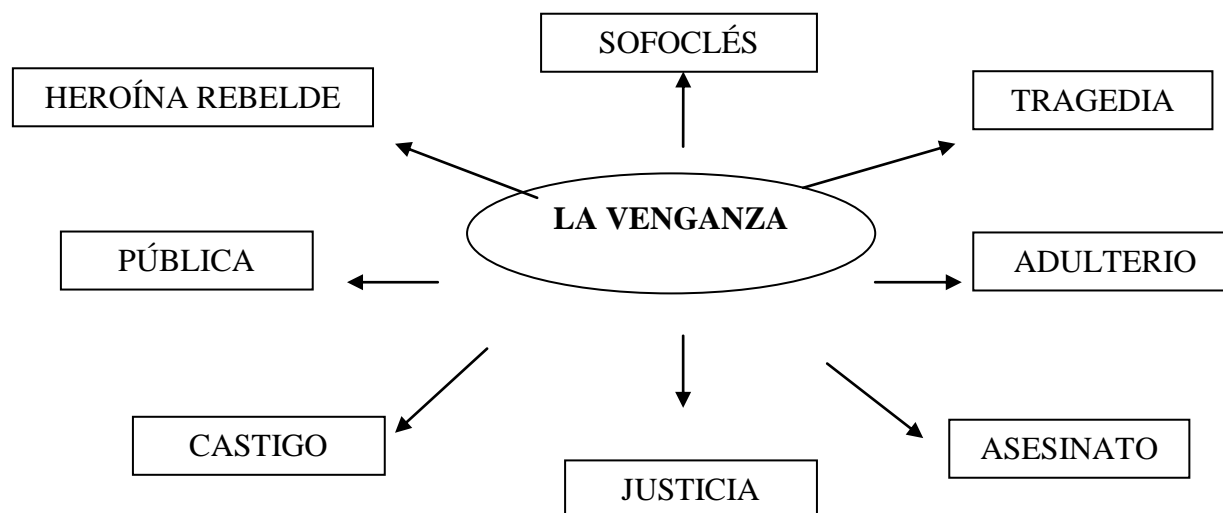 SOFOCLÉS
HEROÍNA REBELDE
TRAGEDIA
LA VENGANZA
PÚBLICA
ADULTERIO
CASTIGO
ASESINATO
JUSTICIA